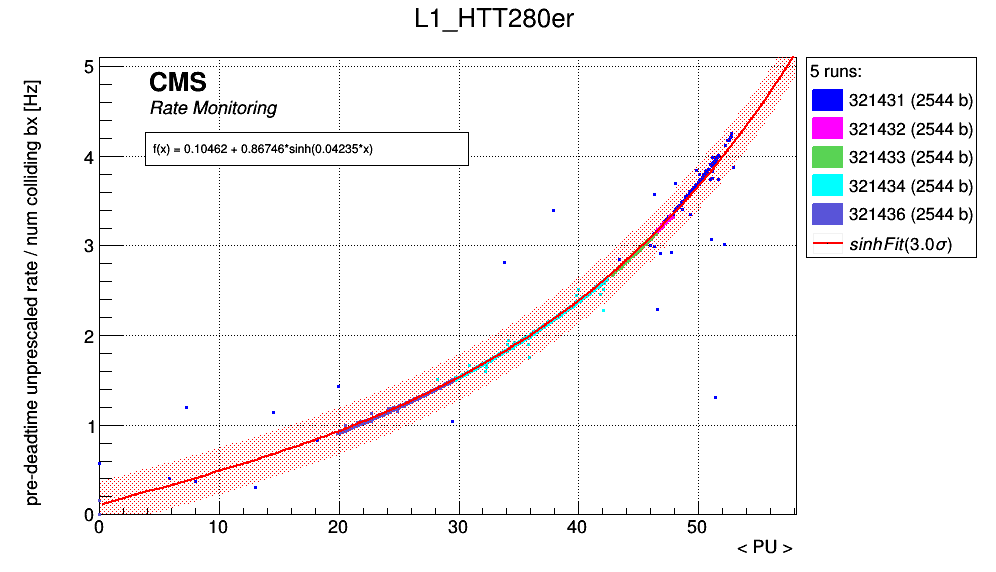 L1_HTT280er
pre-deadtime unprescaled rate / num colliding bx [Hz]
CMS
Rate Monitoring
f(x) = 0.10462 + 0.86746*sinh(0.04235*x)
5
4
3
2
1
0
0 10 20 30 40 50
< PU >
5 runs:
321431 (2544 b)
321432 (2544 b)
321433 (2544 b)
321434 (2544 b)
321436 (2544 b)
sinhFit(3.0σ)